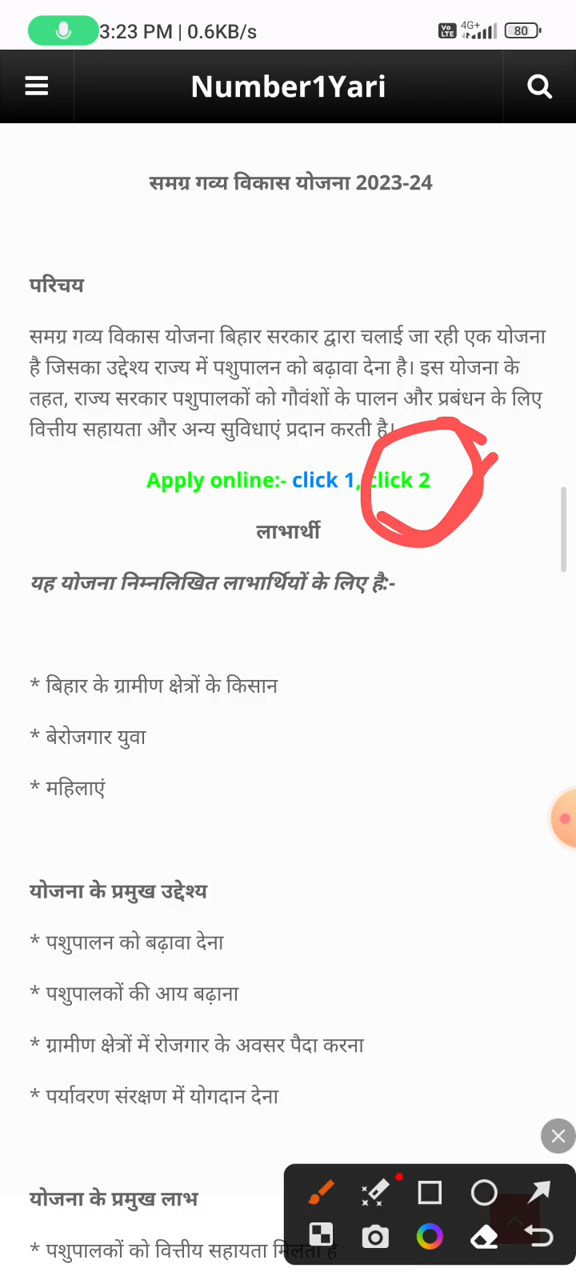 3:23 PM | 0.6KB/s
Vo LTE 4G+ 80
Number1Yari
समग्र गव्य विकास योजना 2023-24
परिचय
समग्र गव्य विकास योजना बिहार सरकार द्वारा चलाई जा रही एक योजना
है जिसका उद्देश्य राज्य में पशुपालन को बढ़ावा देना है। इस योजना के
तहत, राज्य सरकार पशुपालकों को गौवंशों के पालन और प्रबंधन के लिए
वित्तीय सहायता और अन्य सुविधाएं प्रदान करती है।
Apply online:- click 1, click 2
लाभार्थी
यह योजना निम्नलिखित लाभार्थियों के लिए है:-
* बिहार के ग्रामीण क्षेत्रों के किसान
* बेरोजगार युवा
* महिलाएं
योजना के प्रमुख उद्देश्य
* पशुपालन को बढ़ावा देना
* पशुपालकों की आय बढ़ाना
* ग्रामीण क्षेत्रों में रोजगार के अवसर पैदा करना
* पर्यावरण संरक्षण में योगदान देना
योजना के प्रमुख लाभ
* पशुपालकों को वित्तीय सहायता मिलती है